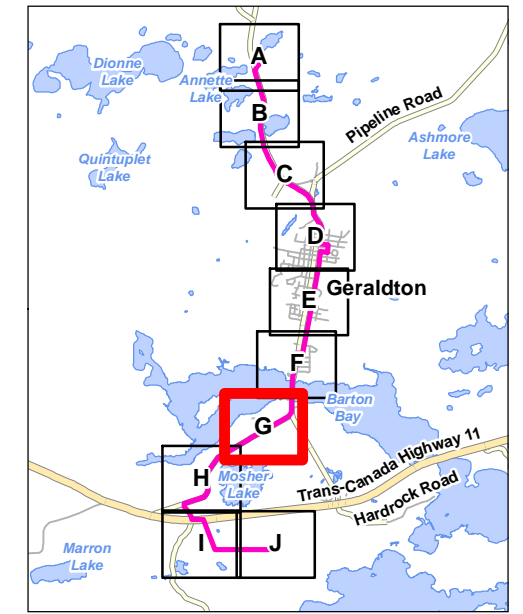 A
Dionne
Lake
Annette
Lake
B
Pipeline Road
Ashmore
Lake
Quintuplet
Lake
C
D
E
Geraldton
F
Barton
Bay
G
Trans-Canada Highway 11
H
Mosher
Lake
Hardrock Road
I
J
Marron
Lake